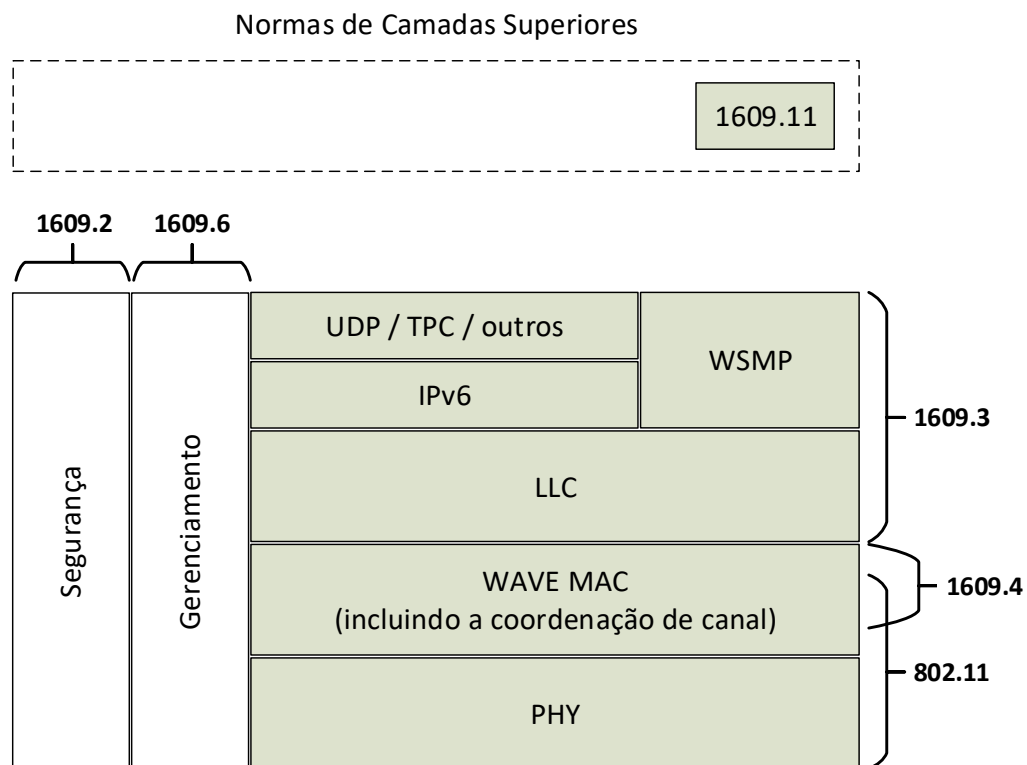 Normas de Camadas Superiores
1609.11
1609.2
1609.6
UDP / TPC / outros
WSMP
IPv6
1609.3
LLC
Segurança
Gerenciamento
WAVE MAC
(incluindo a coordenação de canal)
1609.4
802.11
PHY